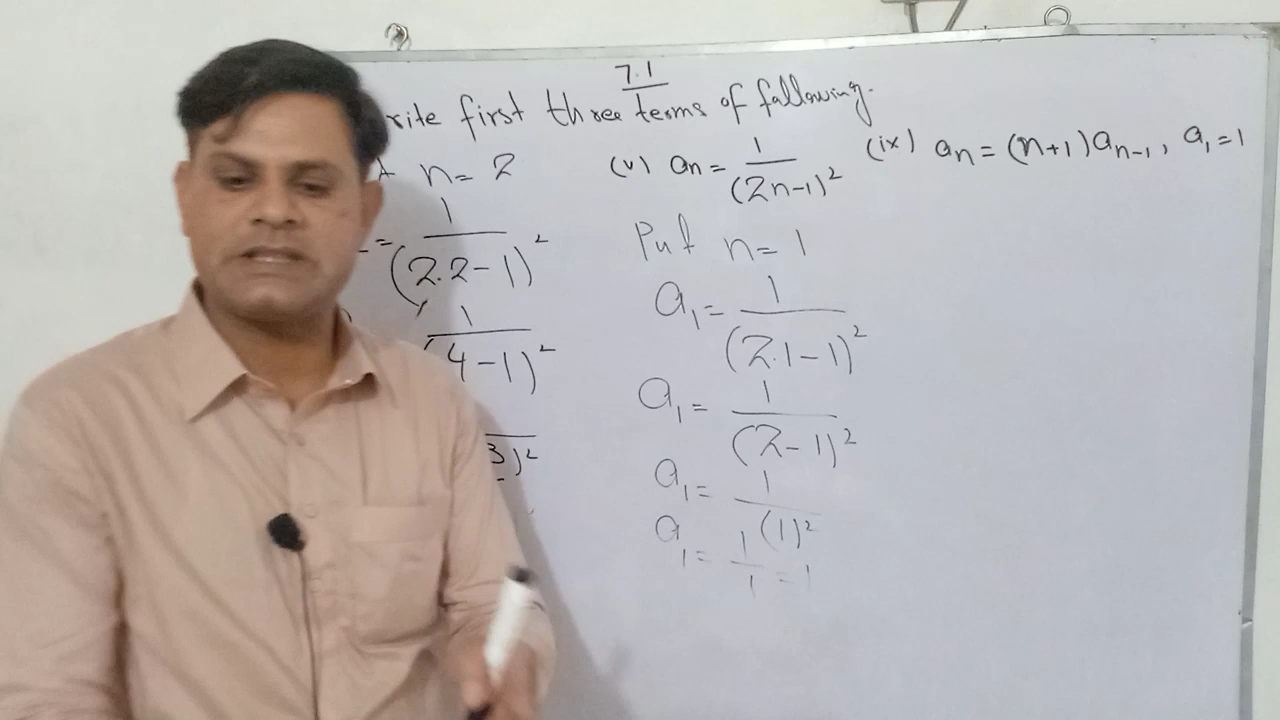 7.1
rite first three terms of fallowing.
n = 2
= 1/(2.2-1)²
1/(4-1)²
3)²
(v) an = 1/(2n-1)²
Put n = 1
a₁ = 1/(2.1-1)²
a₁ = 1/(2-1)²
a₁ = 1/(1)²
a₁ = 1/1 = 1
(ix) an = (n+1)an-1, a₁ = 1